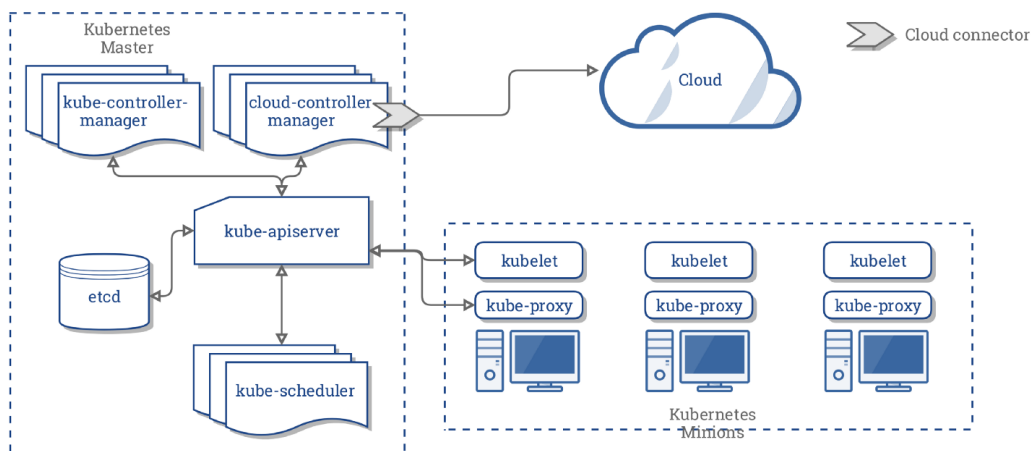 Kubernetes
Master
kube-controller-
manager
cloud-controller
manager
Cloud
Cloud connector
kube-apiserver
etcd
kube-scheduler
kubelet
kubelet
kubelet
kube-proxy
kube-proxy
kube-proxy
Kubernetes
Minions